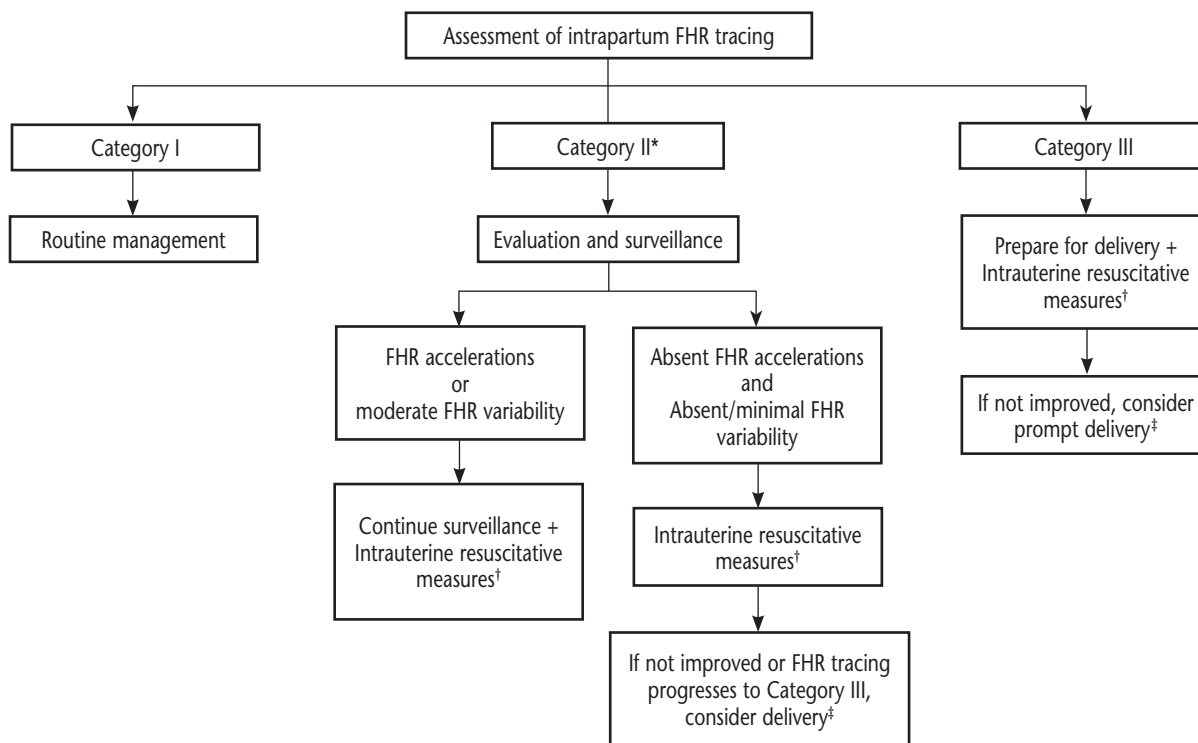 Assessment of intrapartum FHR tracing
Category I
Category II*
Category III
Routine management
Evaluation and surveillance
Prepare for delivery +
Intrauterine resuscitative
measures†
FHR accelerations
or
moderate FHR variability
Absent FHR accelerations
and
Absent/minimal FHR
variability
If not improved, consider
prompt delivery‡
Continue surveillance +
Intrauterine resuscitative
measures†
Intrauterine resuscitative
measures†
If not improved or FHR tracing
progresses to Category III,
consider delivery‡